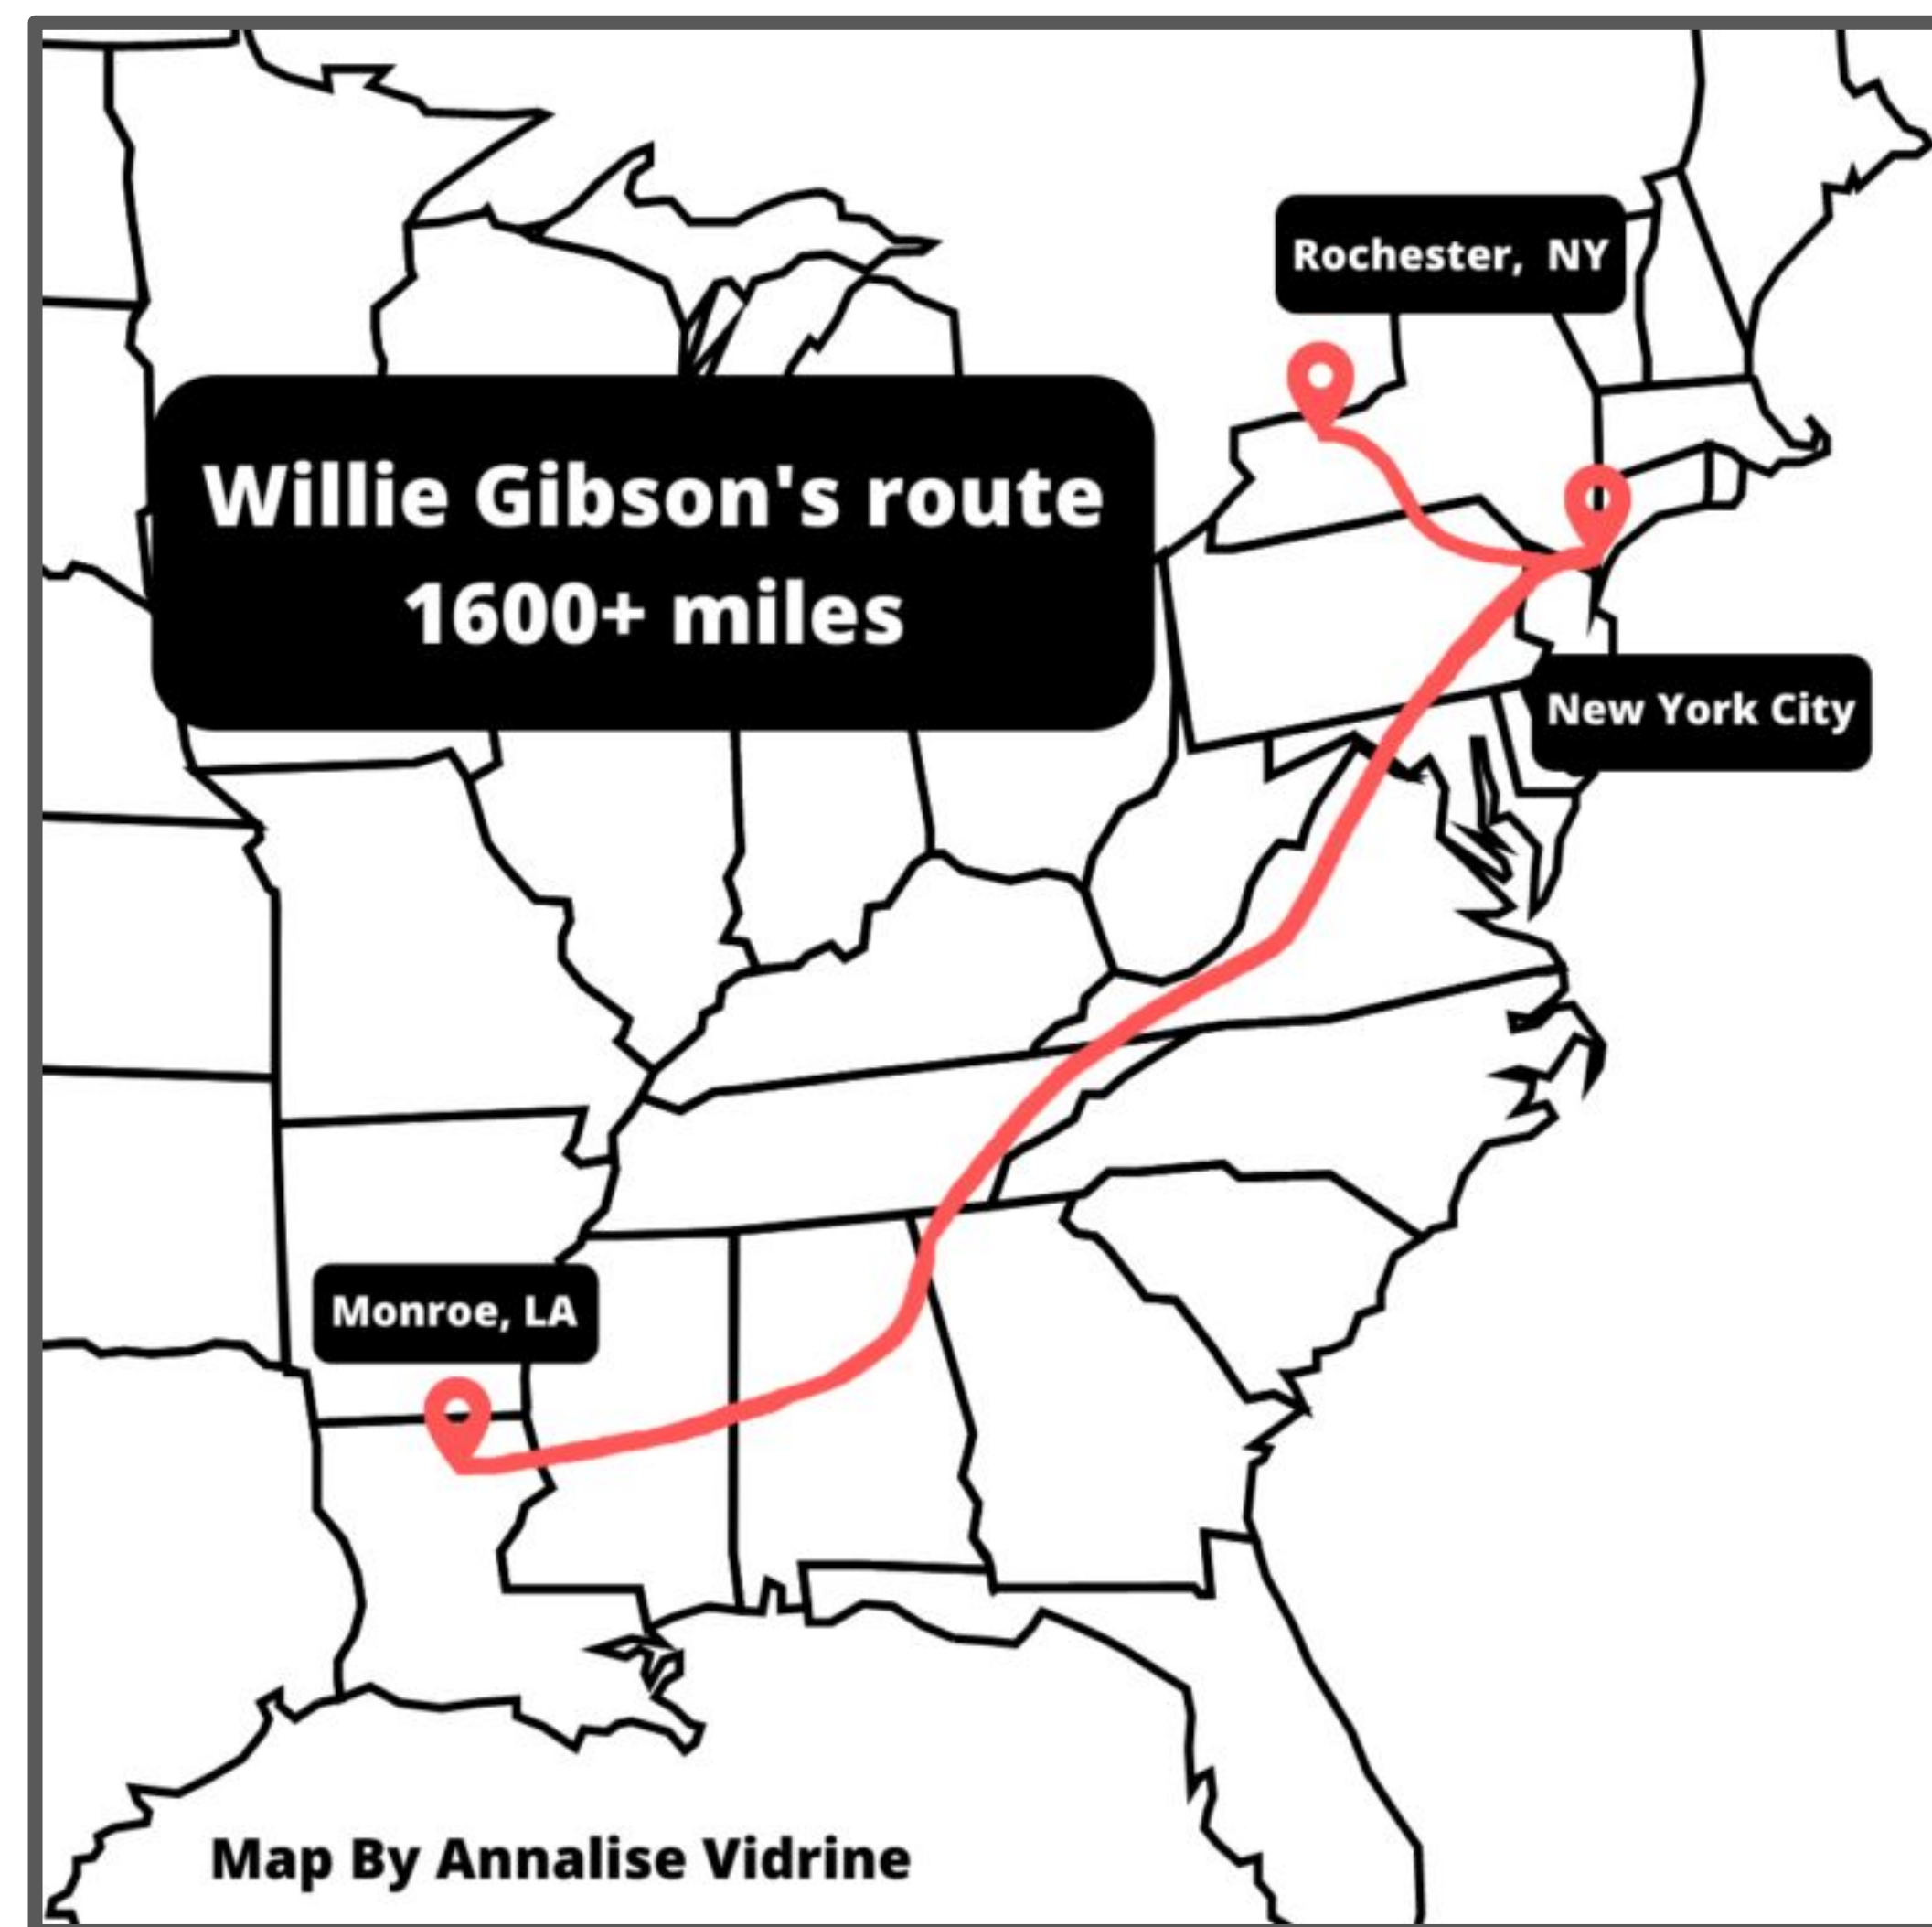 Rochester, NY
Willie Gibson's route
1600+ miles
New York City
Monroe, LA
Map By Annalise Vidrine